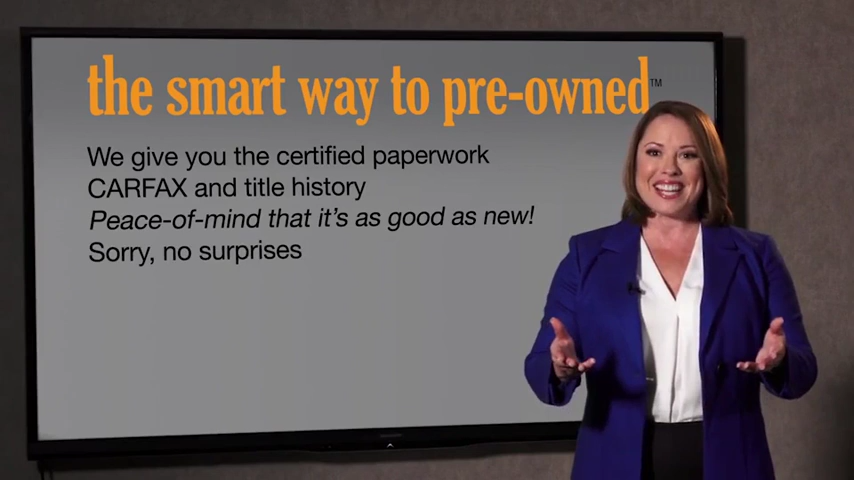 the smart way to pre-owned™
We give you the certified paperwork
CARFAX and title history
Peace-of-mind that it's as good as new!
Sorry, no surprises